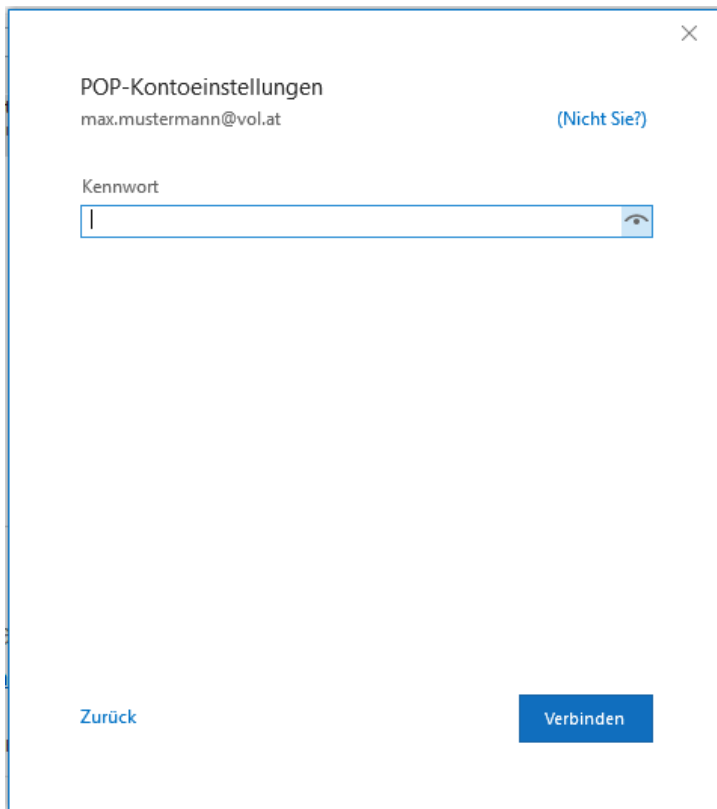 POP-Kontoeinstellungen
max.mustermann@vol.at (Nicht Sie?)
Kennwort
Zurück Verbinden